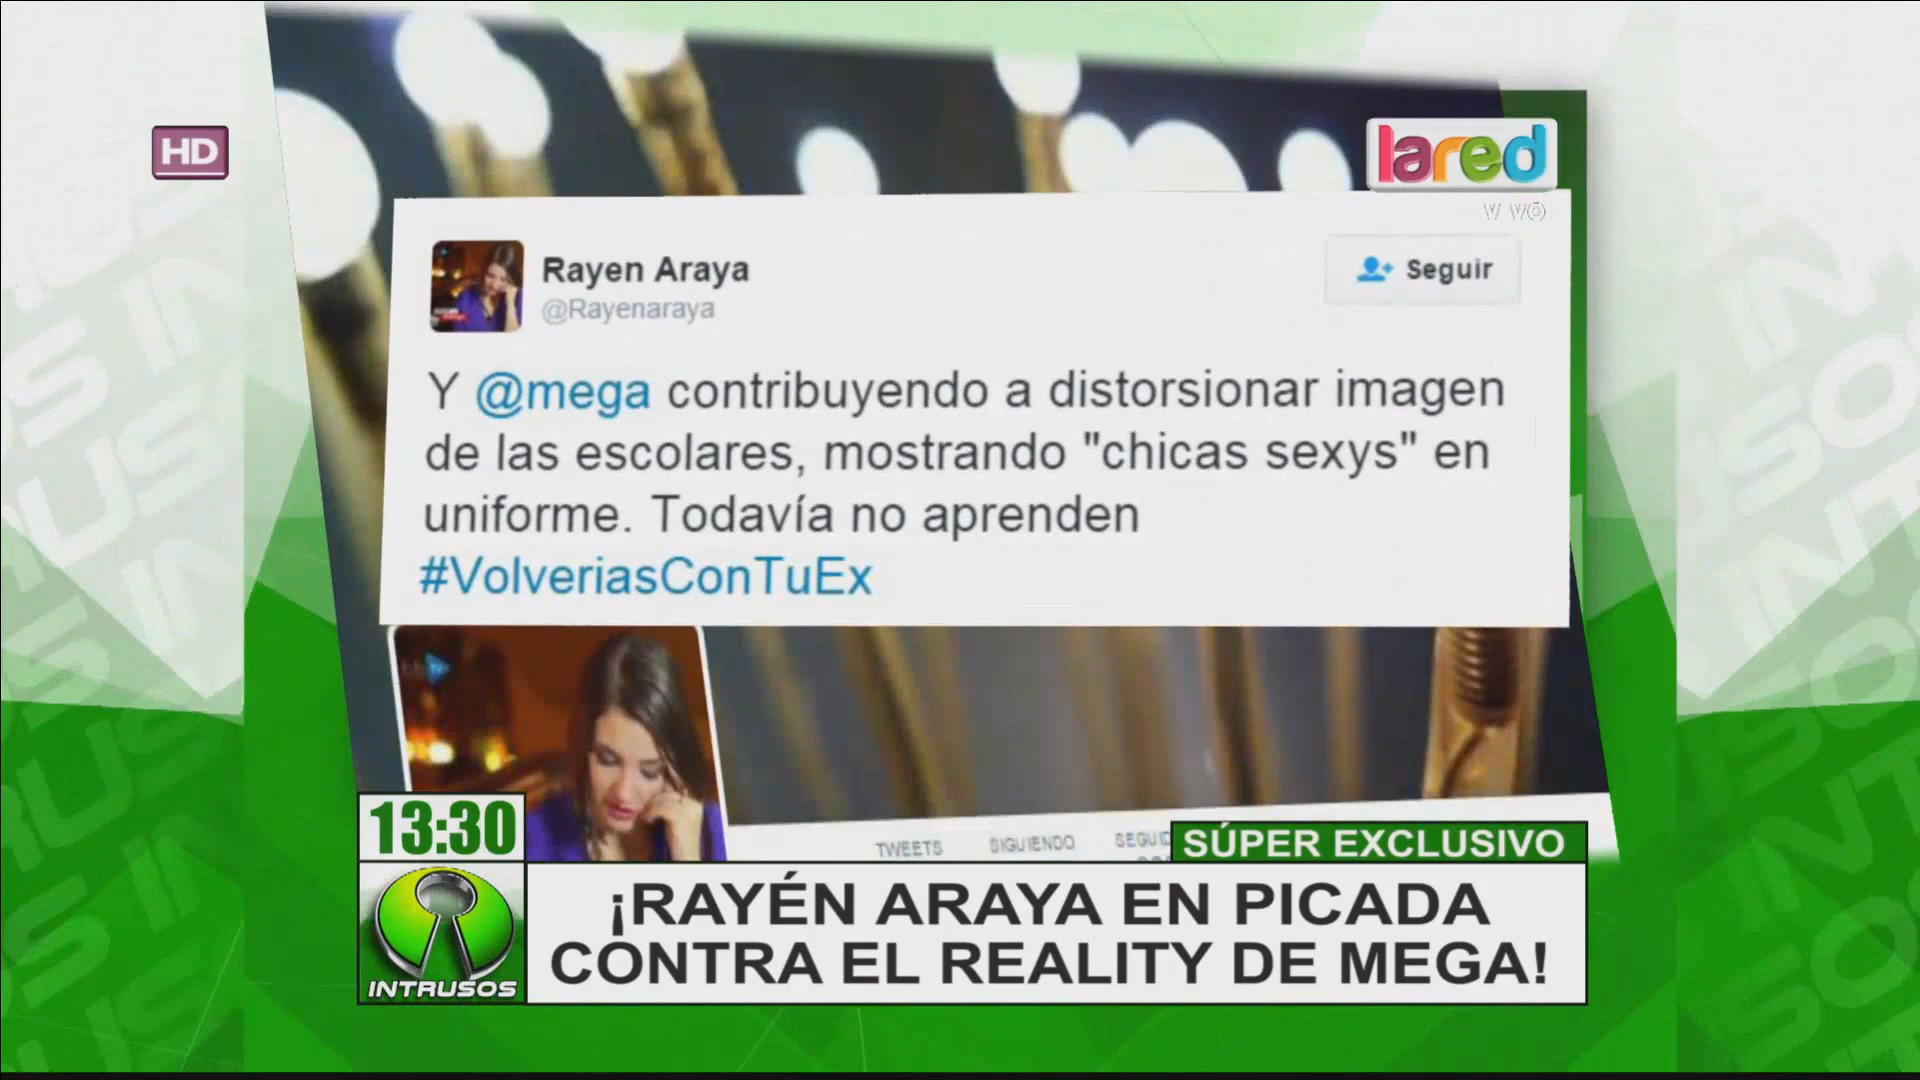 HD
lared
Rayen Araya
@Rayenaraya
Seguir
Y @mega contribuyendo a distorsionar imagen
de las escolares, mostrando "chicas sexys" en
uniforme. Todavía no aprenden
#VolveriasConTuEx
TWEETS SIGUIENDO
13:30
SÚPER EXCLUSIVO
¡RAYÉN ARAYA EN PICADA
CONTRA EL REALITY DE MEGA!
INTRUSOS